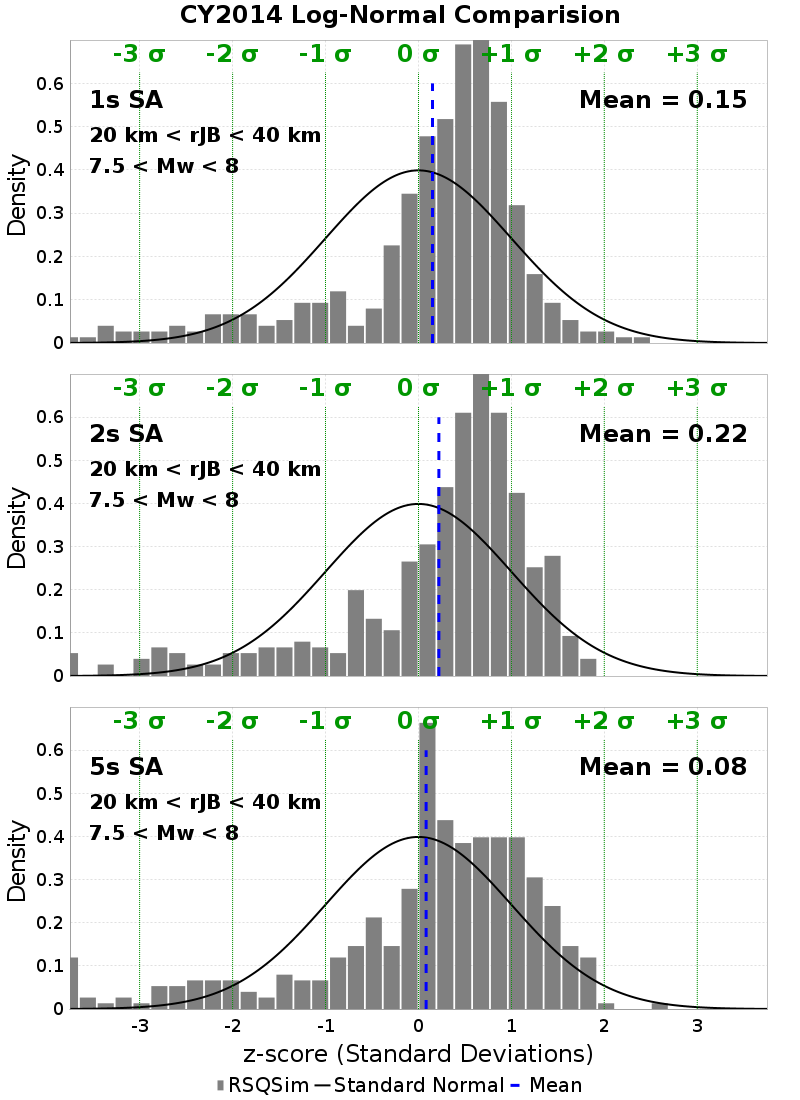 CY2014 Log-Normal Comparision
-3 σ -2 σ -1 σ 0 σ +1 σ +2 σ +3 σ
1s SA
Mean = 0.15
20 km < rJB < 40 km
7.5 < Mw < 8
0.6
0.5
0.4
0.3
0.2
0.1
0
Density
-3 σ -2 σ -1 σ 0 σ +1 σ +2 σ +3 σ
2s SA
Mean = 0.22
20 km < rJB < 40 km
7.5 < Mw < 8
0.6
0.5
0.4
0.3
0.2
0.1
0
Density
-3 σ -2 σ -1 σ 0 σ +1 σ +2 σ +3 σ
5s SA
Mean = 0.08
20 km < rJB < 40 km
7.5 < Mw < 8
0.6
0.5
0.4
0.3
0.2
0.1
0
Density
-3 -2 -1 0 1 2 3
z-score (Standard Deviations)
RSQSim Standard Normal Mean